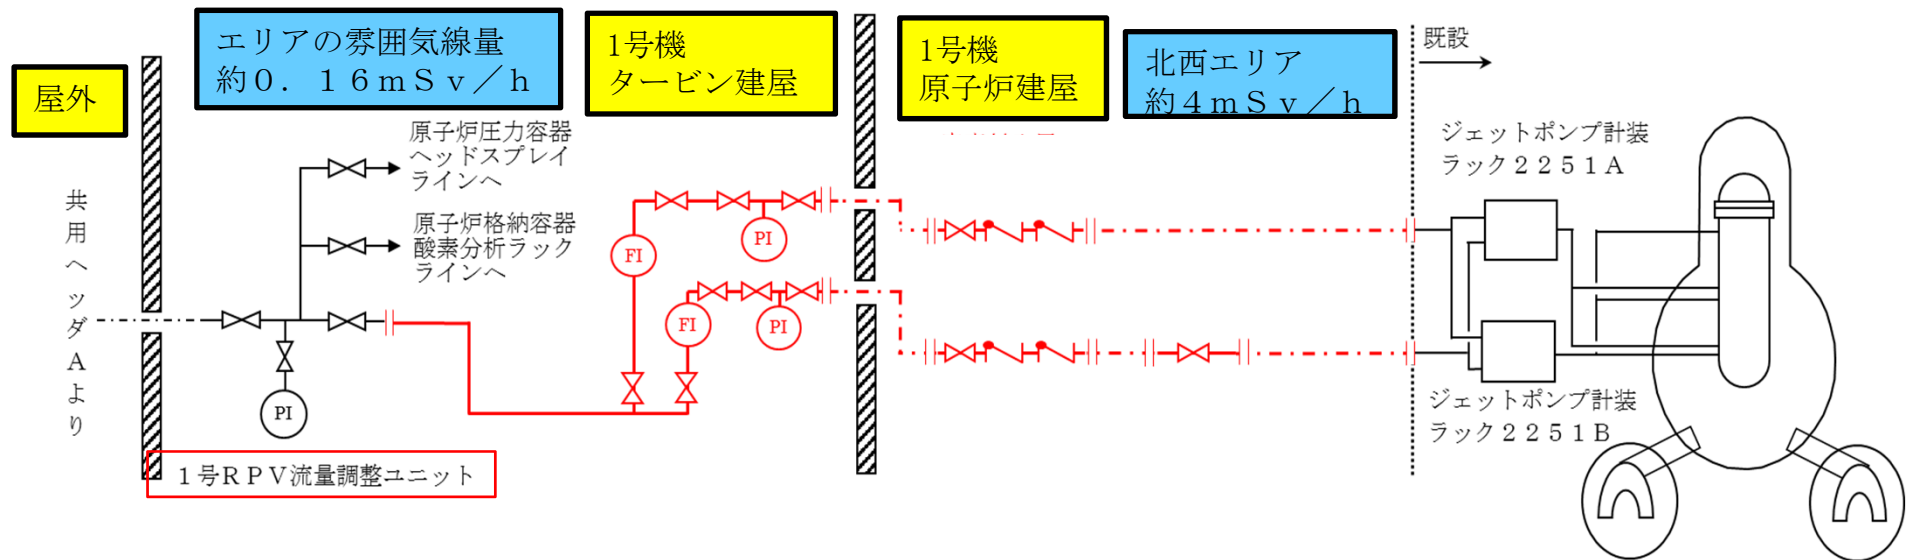 屋外
エリアの雰囲気線量
約０．１６ｍＳｖ／ｈ
1号機
タービン建屋
1号機
原子炉建屋
北西エリア
約４ｍＳｖ／ｈ
既設
原子炉圧力容器
ヘッドスプレイ
ラインへ
原子炉格納容器
酸素分析ラック
ラインへ
共用ヘッダAより
PI
FI
PI
FI
PI
ジェットポンプ計装
ラック２２５１A
ジェットポンプ計装
ラック２２５１B
１号RPV流量調整ユニット